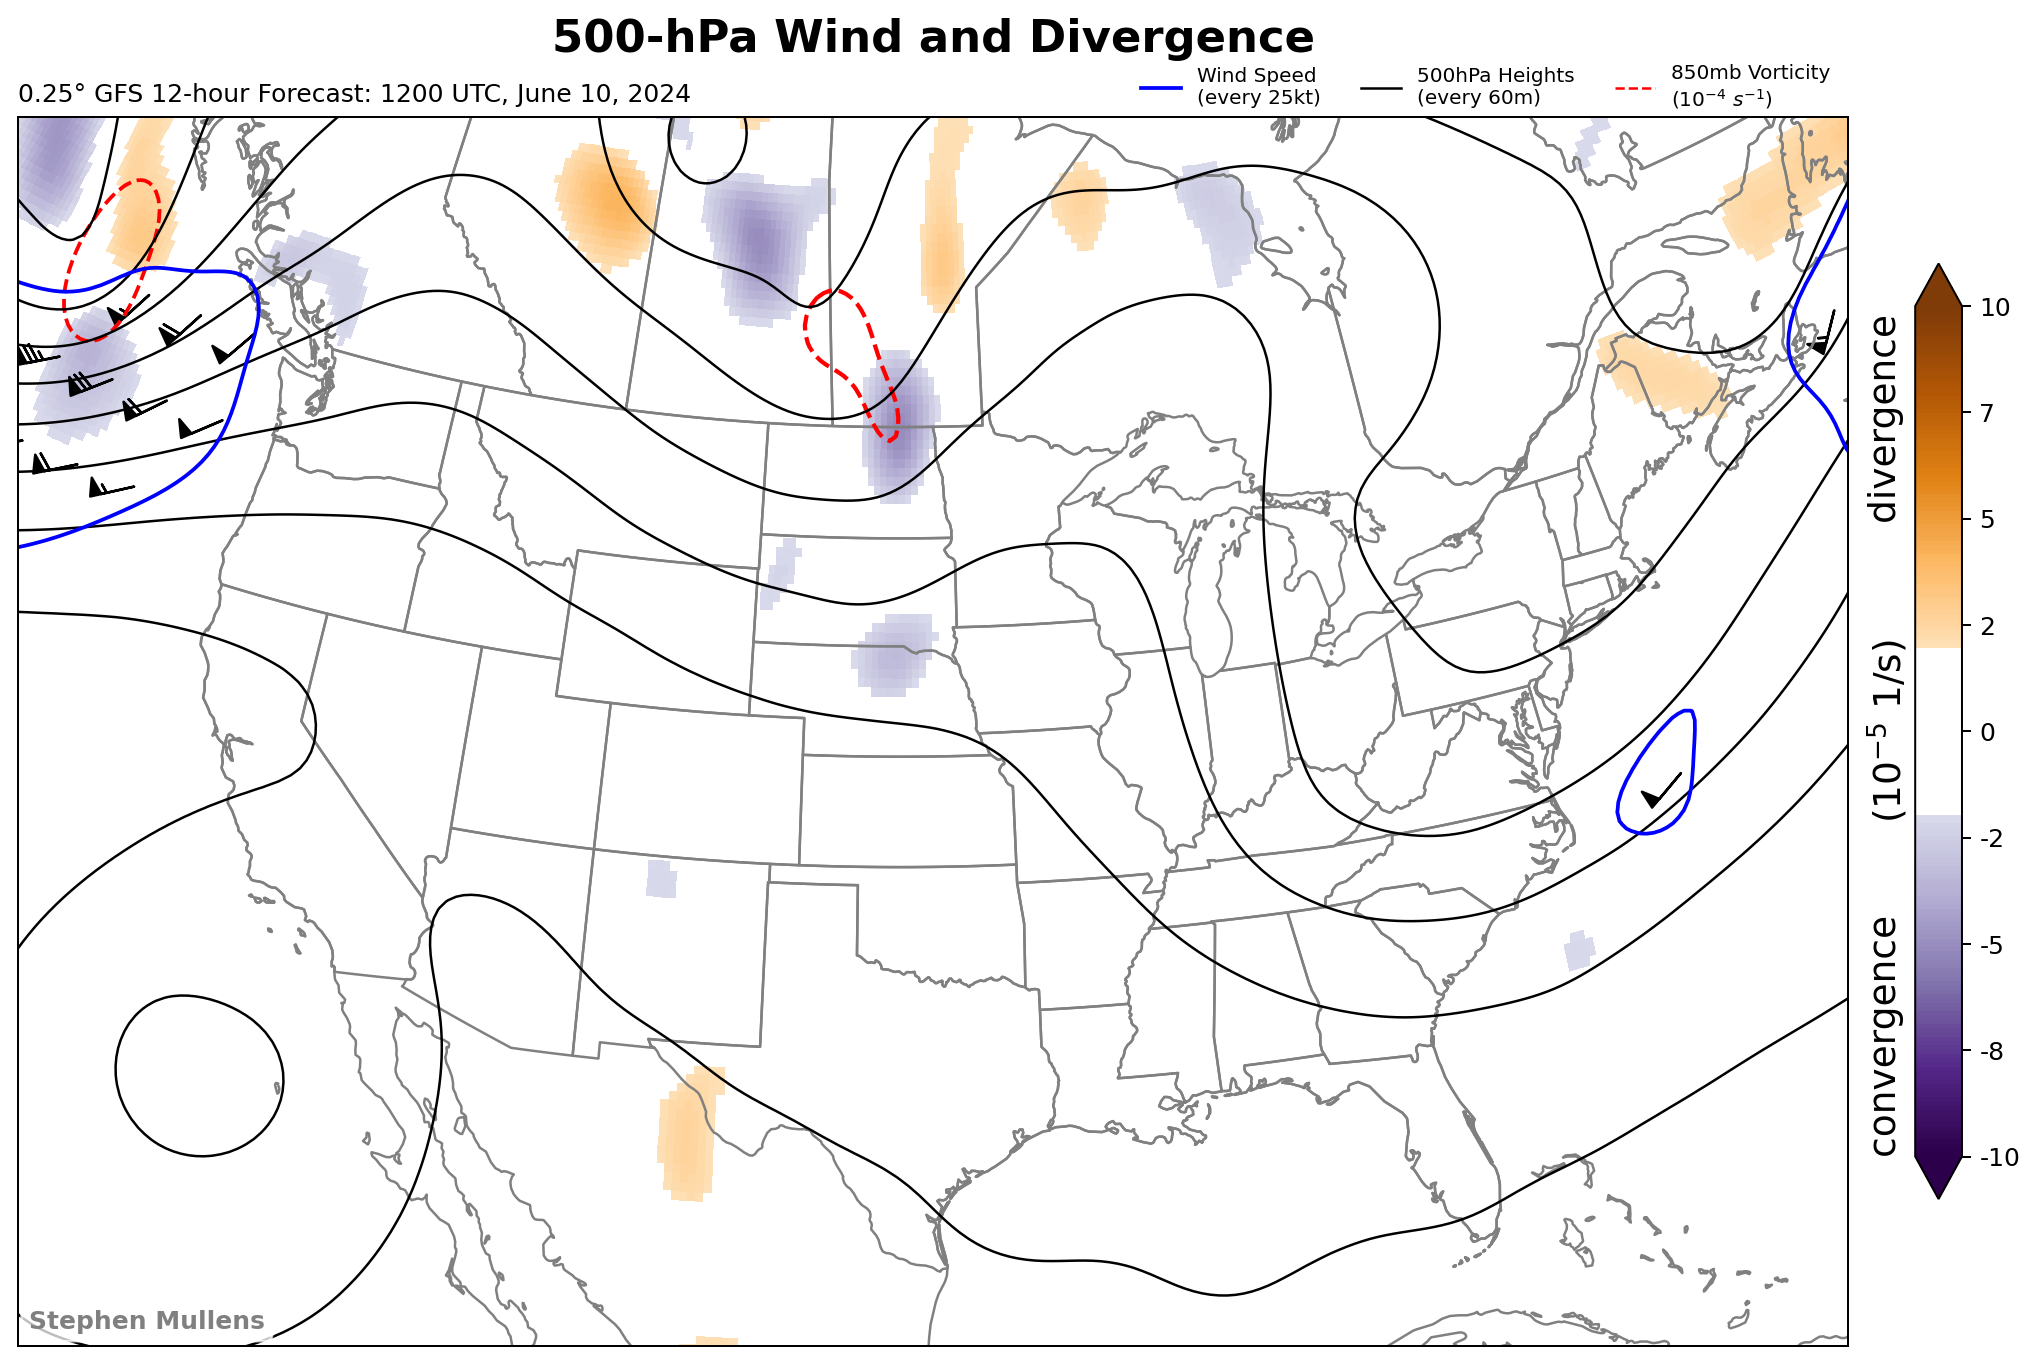 500-hPa Wind and Divergence
0.25° GFS 12-hour Forecast: 1200 UTC, June 10, 2024
Wind Speed
(every 25kt)
500hPa Heights
(every 60m)
850mb Vorticity
(10⁻⁴ s⁻¹)
10
7
5
2
0
-2
-5
-8
-10
convergence (10⁻⁵ 1/s) divergence
Stephen Mullens